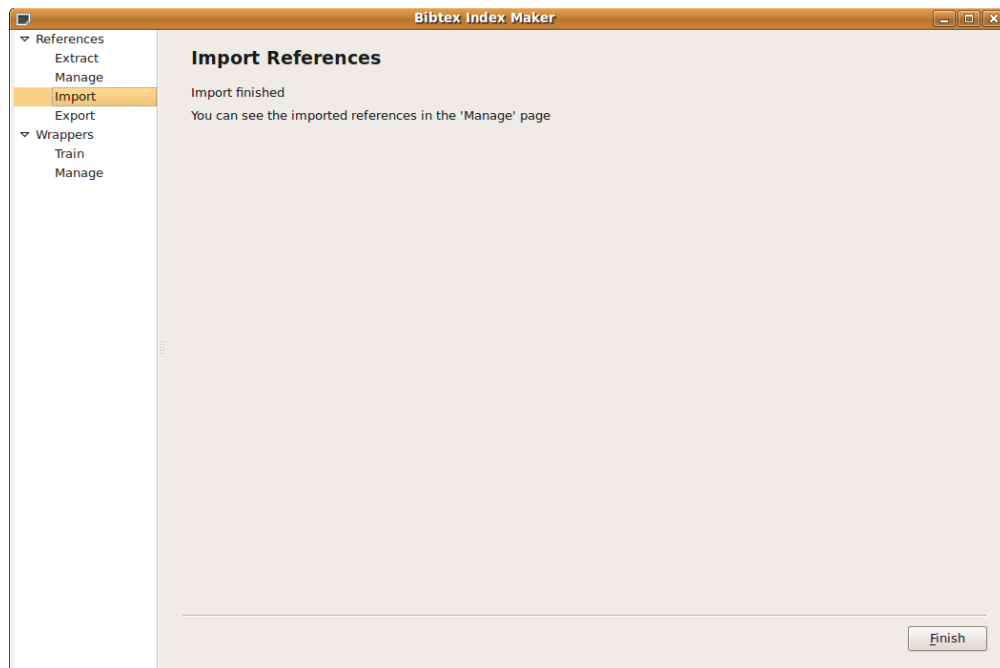 Bibtex Index Maker
References
Extract
Manage
Import
Export
Wrappers
Train
Manage
Import References
Import finished
You can see the imported references in the 'Manage' page
Finish